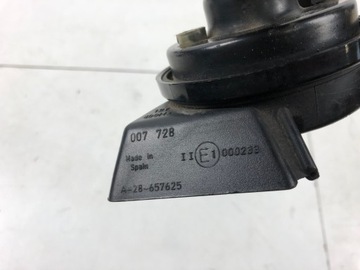 007 728
Made in
Spain
II E1 000233
A-28-657625